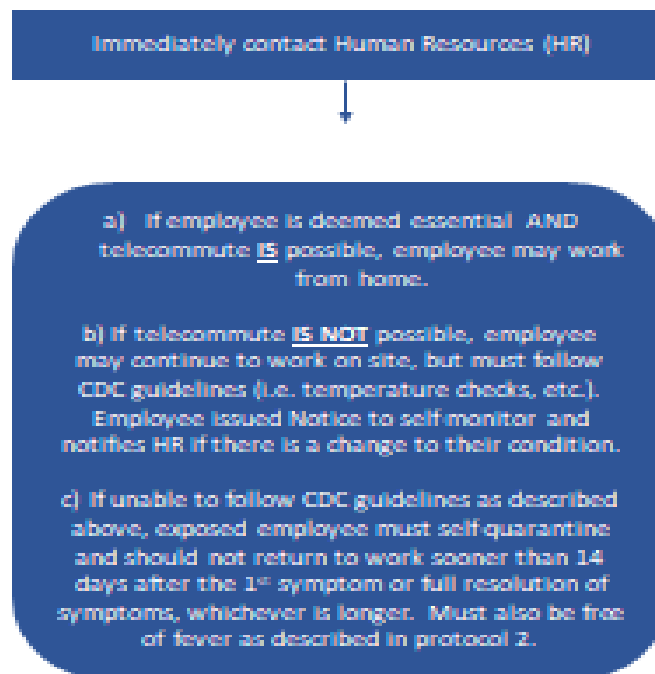 Immediately contact Human Resources (HR)
a) If employee is deemed essential AND
telecommute IS possible, employee may work
from home.
b) If telecommute IS NOT possible, employee
may continue to work on site, but must follow
CDC guidelines (i.e. temperature checks, etc.).
Employee issued Notice to self-monitor and
notifies HR if there is a change to their condition.
c) If unable to follow CDC guidelines as described
above, exposed employee must self-quarantine
and should not return to work sooner than 14
days after the 1st symptom or full resolution of
symptoms, whichever is longer. Must also be free
of fever as described in protocol 2.